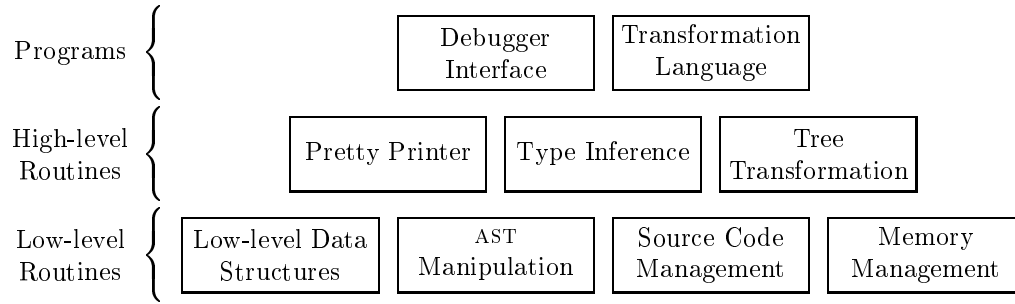 Programs
Debugger
Interface
Transformation
Language
High-level
Routines
Pretty Printer
Type Inference
Tree
Transformation
Low-level
Routines
Low-level Data
Structures
AST
Manipulation
Source Code
Management
Memory
Management